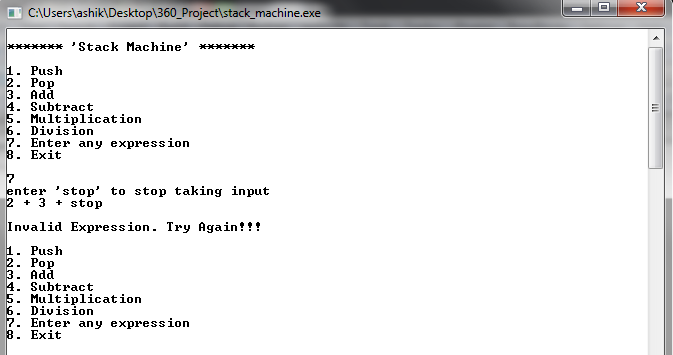 C:\Users\ashik\Desktop\360_Project\stack_machine.exe
******* 'Stack Machine' *******
1. Push
2. Pop
3. Add
4. Subtract
5. Multiplication
6. Division
7. Enter any expression
8. Exit
7
enter 'stop' to stop taking input
2 + 3 + stop
Invalid Expression. Try Again!!!
1. Push
2. Pop
3. Add
4. Subtract
5. Multiplication
6. Division
7. Enter any expression
8. Exit